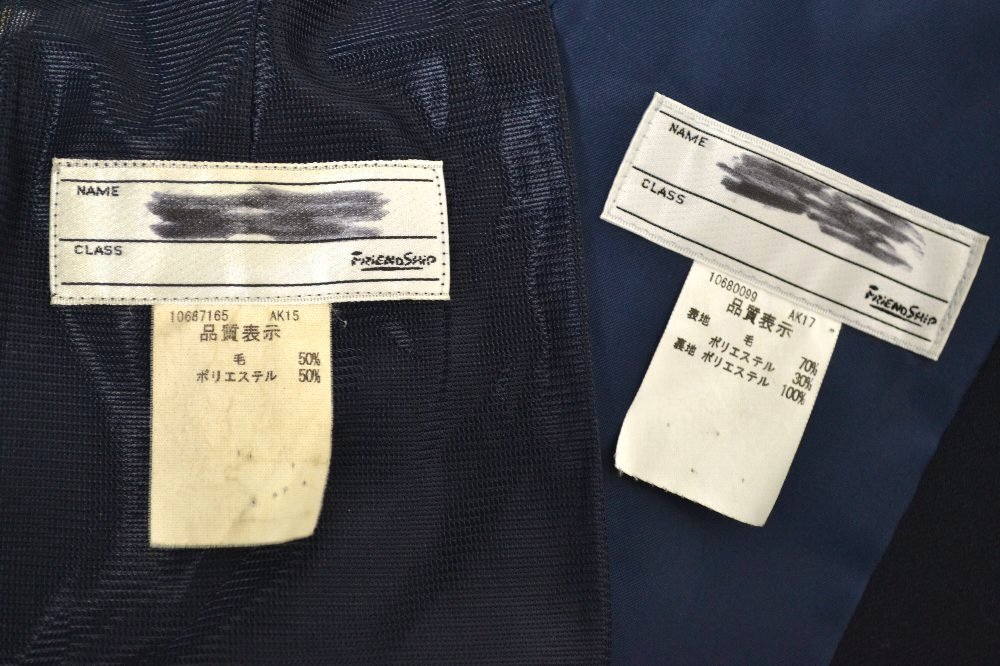 NAME
CLASS
FRIENDSHIP
10687165 AK15
品質表示
毛 50%
ポリエステル 50%
NAME
CLASS
FRIENDSHIP
10680099 AK17
品質表示
表地 毛 70%
ポリエステル 30%
裏地 ポリエステル 100%